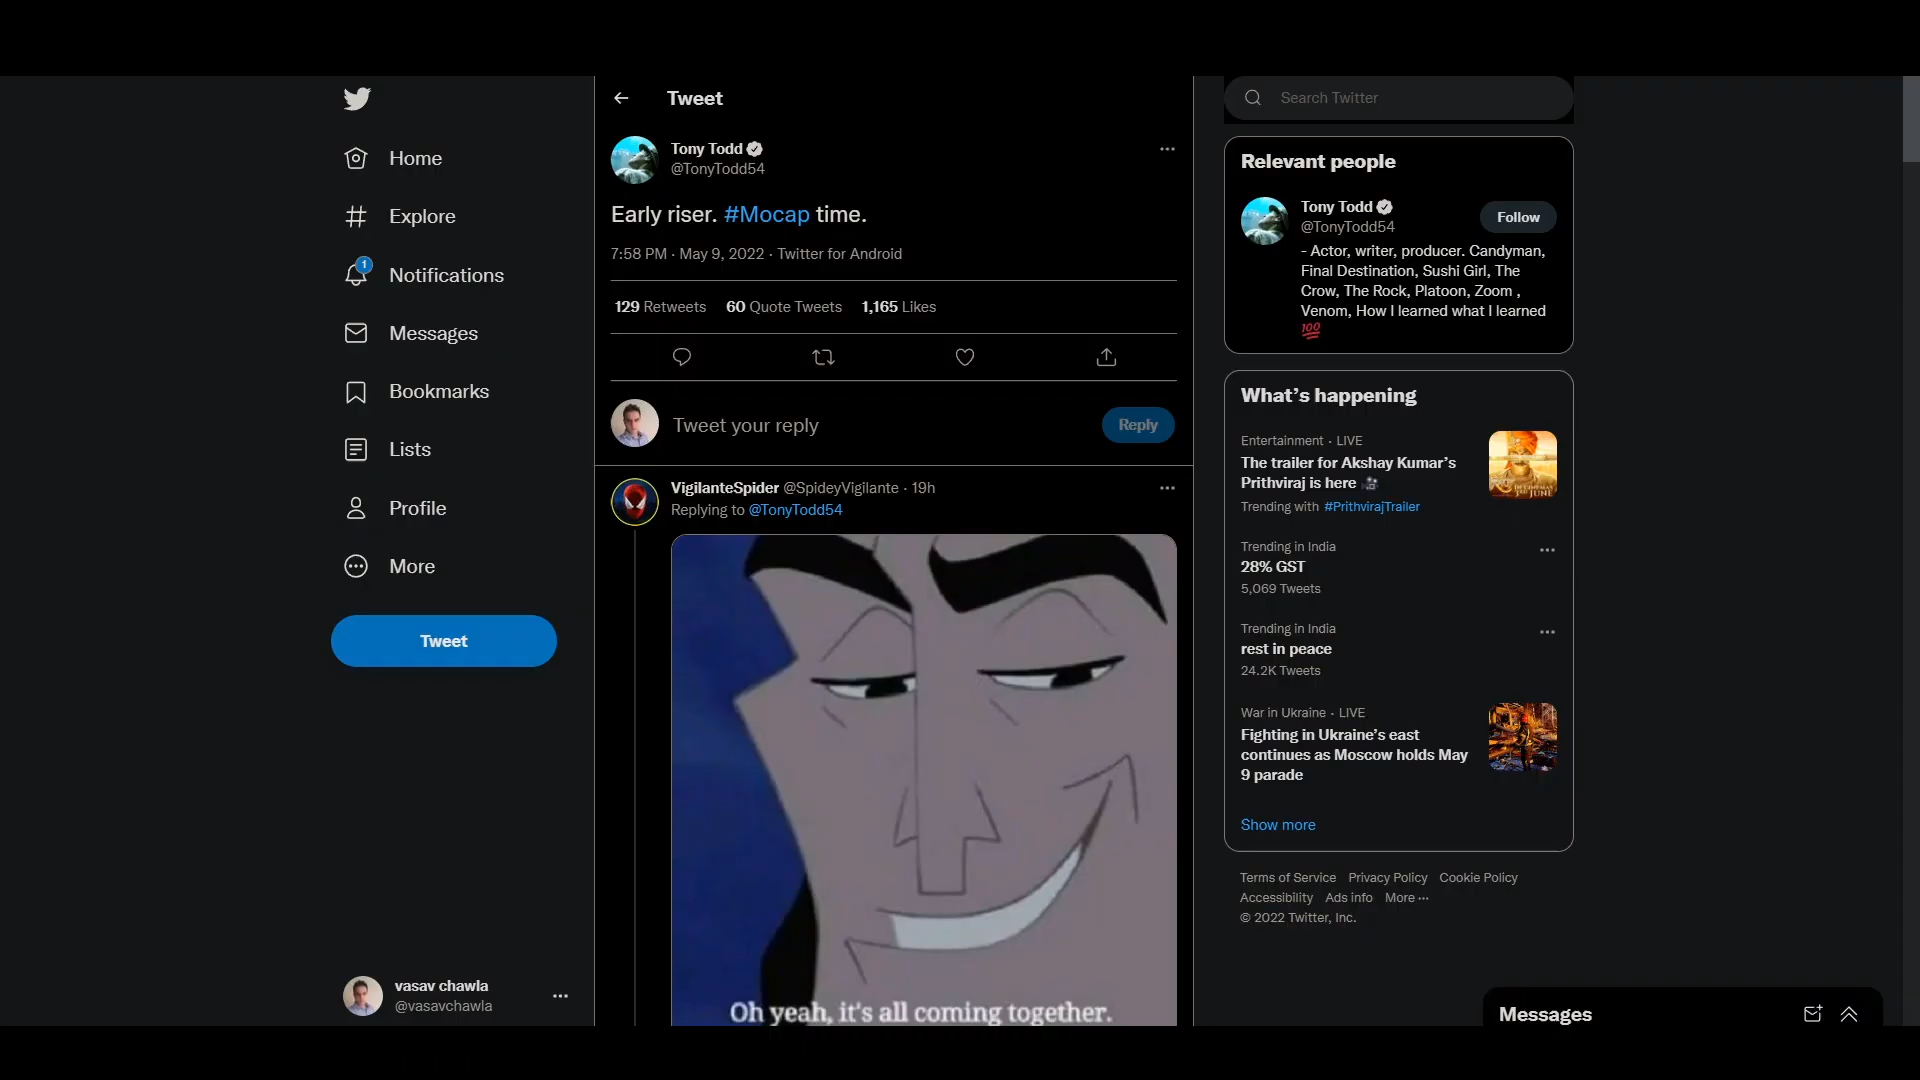 Home
Explore
1
Notifications
Messages
Bookmarks
Lists
Profile
More
Tweet
vasav chawla
@vasavchawla
Tweet
Tony Todd
@TonyTodd54
Early riser. #Mocap time.
7:58 PM · May 9, 2022 · Twitter for Android
129 Retweets 60 Quote Tweets 1,165 Likes
Tweet your reply
Reply
VigilanteSpider @SpideyVigilante · 19h
Replying to @TonyTodd54
Oh yeah, it's all coming together.
Search Twitter
Relevant people
Tony Todd
@TonyTodd54
Follow
- Actor, writer, producer. Candyman,
Final Destination, Sushi Girl, The
Crow, The Rock, Platoon, Zoom ,
Venom, How I learned what I learned
💯
What's happening
Entertainment · LIVE
The trailer for Akshay Kumar's
Prithviraj is here 🎥
Trending with #PrithvirajTrailer
Trending in India
28% GST
5,069 Tweets
Trending in India
rest in peace
24.2K Tweets
War in Ukraine · LIVE
Fighting in Ukraine's east
continues as Moscow holds May
9 parade
Show more
Terms of Service Privacy Policy Cookie Policy
Accessibility Ads info More ···
© 2022 Twitter, Inc.
Messages